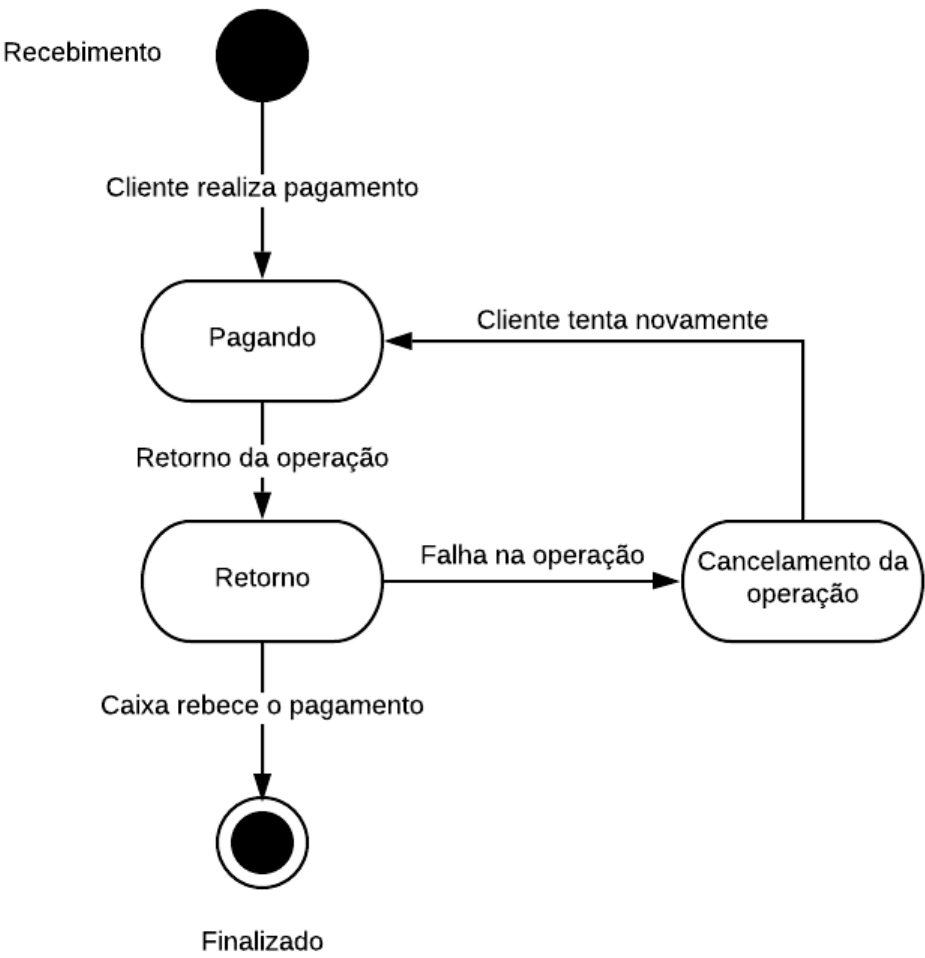 Recebimento
Cliente realiza pagamento
Cliente tenta novamente
Pagando
Retorno da operação
Falha na operação
Cancelamento da
operação
Retorno
Caixa rebece o pagamento
Finalizado